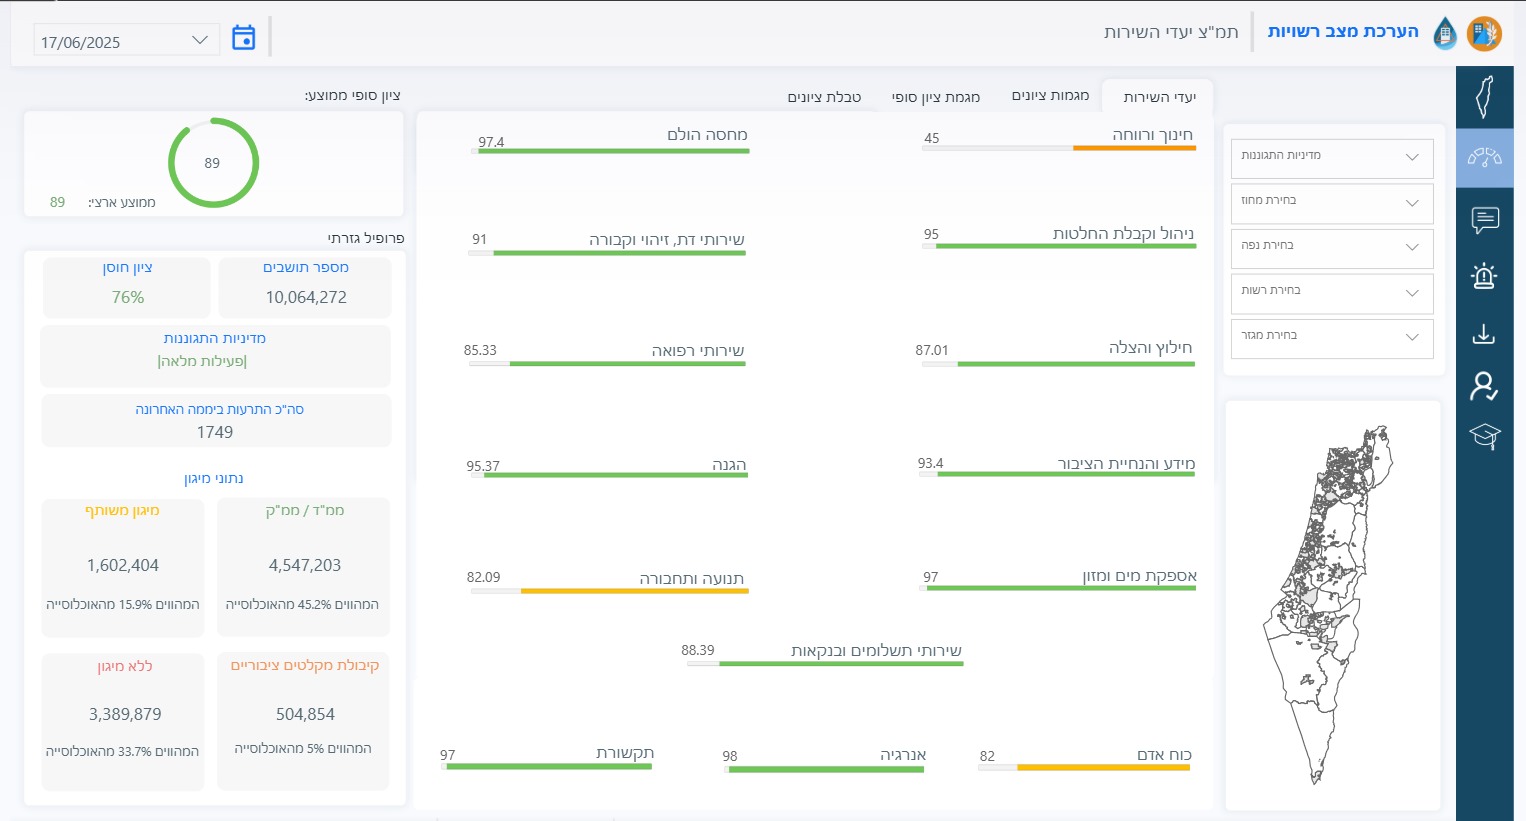 הערכת מצב רשויות
תמ"צ יעדי השירות
17/06/2025
יעדי השירות
מגמות ציונים
מגמת ציון סופי
טבלת ציונים
מדיניות התגוננות
בחירת מחוז
בחירת נפה
בחירת רשות
בחירת מגזר
חינוך ורווחה
45
מחסה הולם
97.4
ניהול וקבלת החלטות
95
שירותי דת, זיהוי וקבורה
91
חילוץ והצלה
87.01
שירותי רפואה
85.33
מידע והנחיית הציבור
93.4
הגנה
95.37
אספקת מים ומזון
97
תנועה ותחבורה
82.09
שירותי תשלומים ובנקאות
88.39
כוח אדם
82
אנרגיה
98
תקשורת
97
ציון סופי ממוצע:
89
ממוצע ארצי: 89
פרופיל גזרתי
מספר תושבים
10,064,272
ציון חוסן
76%
מדיניות התגוננות
|פעילות מלאה|
סה"כ התרעות ביממה האחרונה
1749
נתוני מיגון
ממ"ד / ממ"ק
4,547,203
המהווים 45.2% מהאוכלוסייה
מיגון משותף
1,602,404
המהווים 15.9% מהאוכלוסייה
קיבולת מקלטים ציבוריים
504,854
המהווים 5% מהאוכלוסייה
ללא מיגון
3,389,879
המהווים 33.7% מהאוכלוסייה